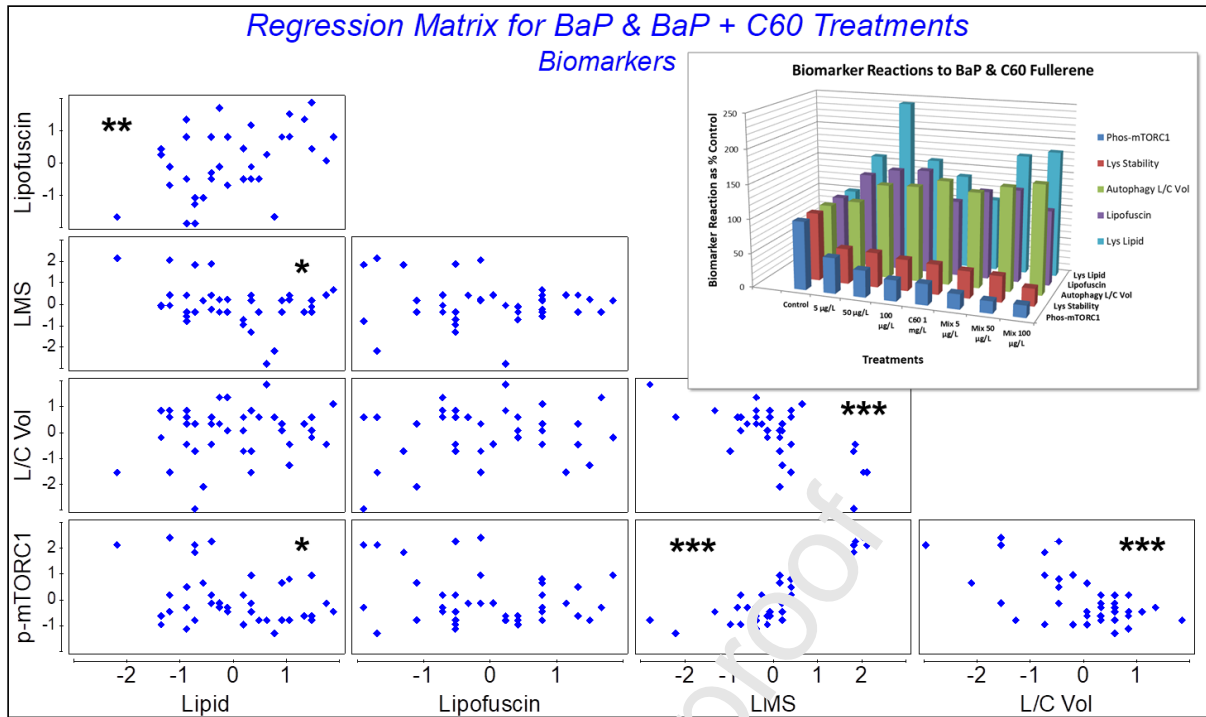 Regression Matrix for BaP & BaP + C60 Treatments
Biomarkers
Biomarker Reactions to BaP & C60 Fullerene
Biomarker Reaction as % Control
250
200
150
100
50
0
Control
5 µg/L
50 µg/L
100 µg/L
C60 1 mg/L
Mix 5 µg/L
Mix 50 µg/L
Mix 100 µg/L
Treatments
Lys Lipid
Lipofuscin
Autophagy L/C Vol
Lys Stability
Phos-mTORC1
Phos-mTORC1
Lys Stability
Autophagy L/C Vol
Lipofuscin
Lys Lipid
Lipofuscin
1
0
-1
**
LMS
2
1
0
-1
-2
*
L/C Vol
1
0
-1
-2
***
p-mTORC1
2
1
0
-1
*
***
***
proof
-2 -1 0 1
Lipid
-2 -1 0 1
Lipofuscin
-2 0 2
LMS
-2 -1 0 1
L/C Vol